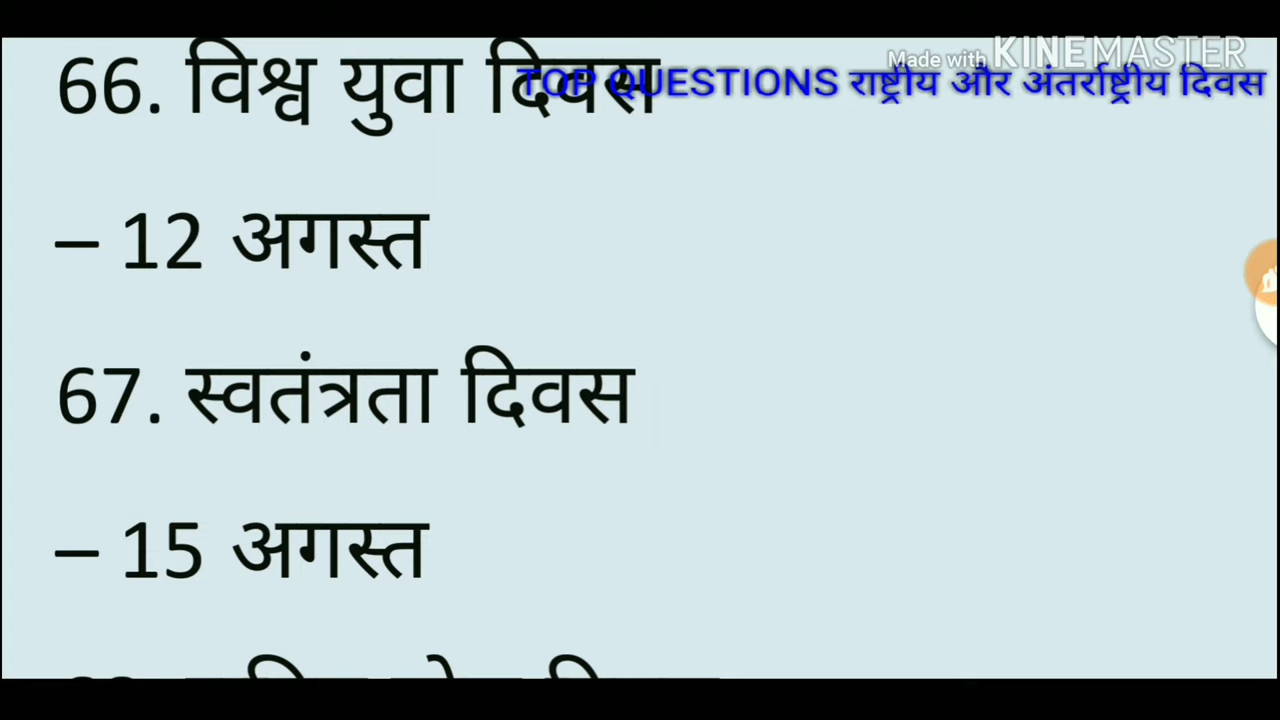 Made with KINEMASTER
TOP QUESTIONS राष्ट्रीय और अंतर्राष्ट्रीय दिवस
66. विश्व युवा दिवस
– 12 अगस्त
67. स्वतंत्रता दिवस
– 15 अगस्त